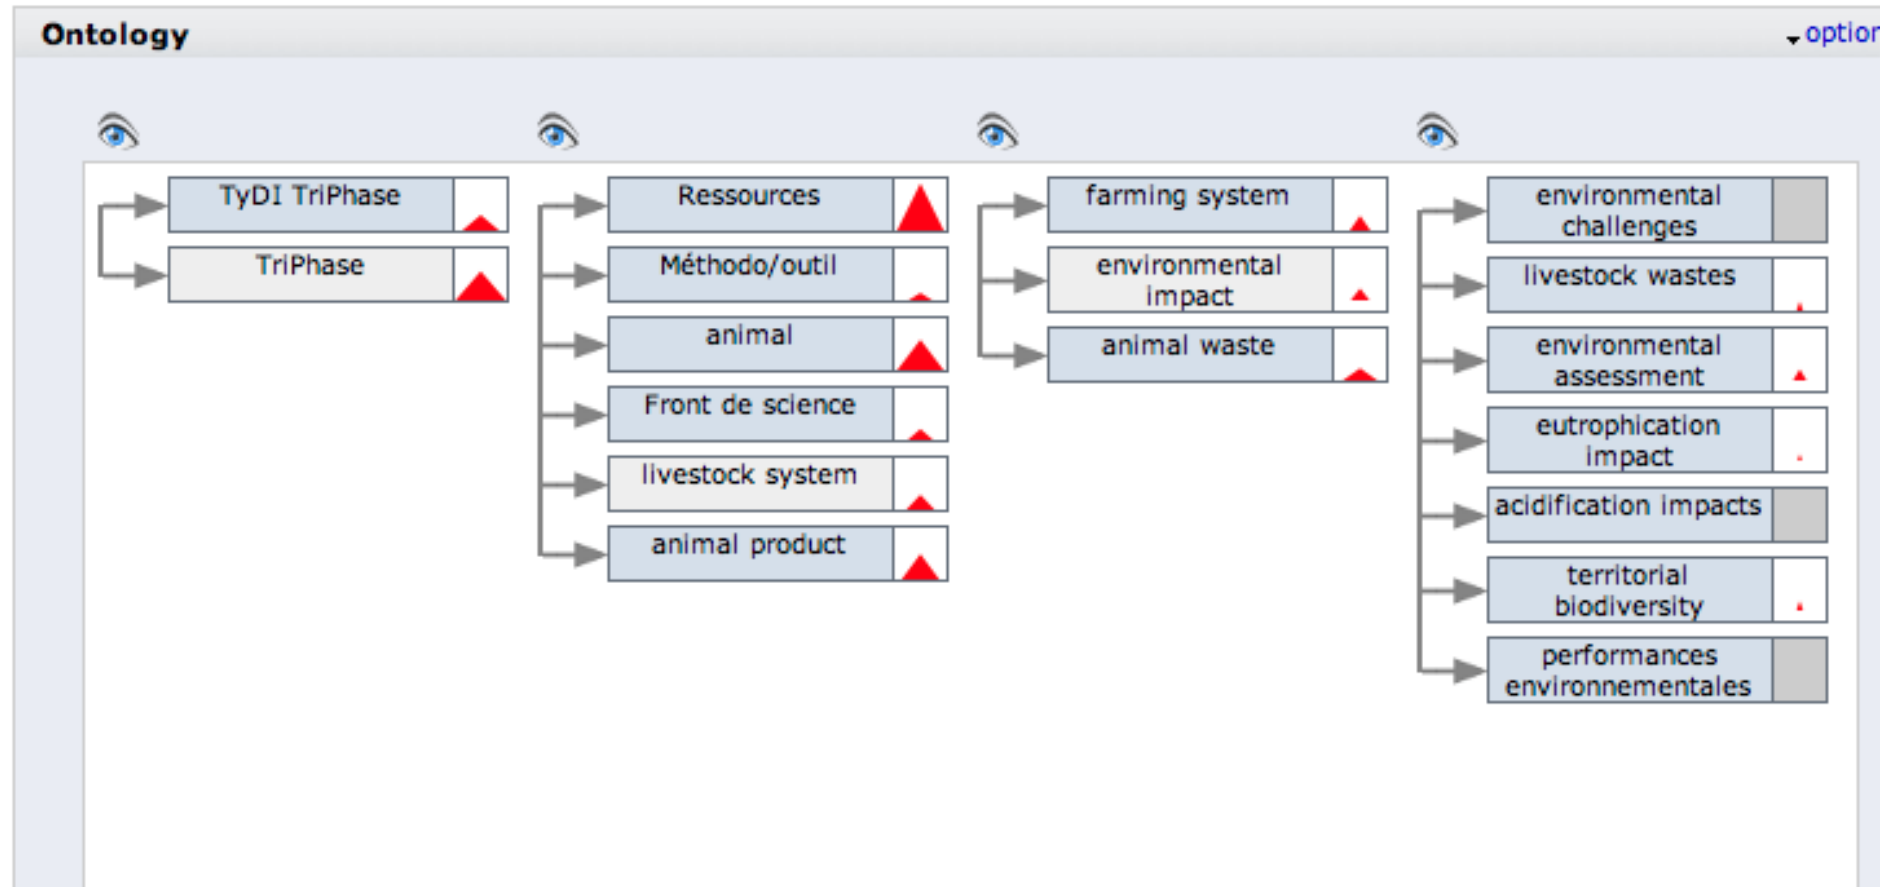 Ontology
option
TyDI TriPhase
TriPhase
Ressources
Méthodo/outil
animal
Front de science
livestock system
animal product
farming system
environmental
impact
animal waste
environmental
challenges
livestock wastes
environmental
assessment
eutrophication
impact
acidification impacts
territorial
biodiversity
performances
environnementales